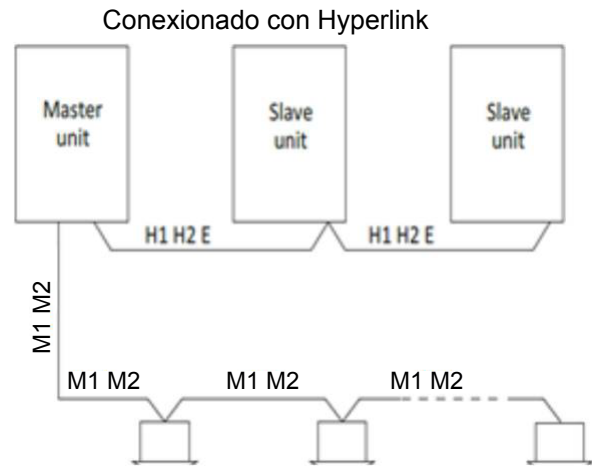 Conexionado con Hyperlink
Master
unit
Slave
unit
Slave
unit
H1 H2 E
H1 H2 E
M1 M2
M1 M2
M1 M2
M1 M2